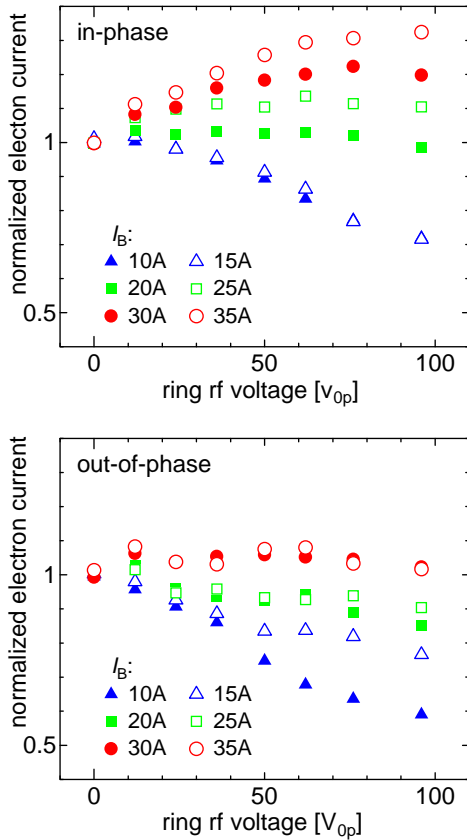 in-phase
normalized electon current
1
0.5
I_B:
10A 15A
20A 25A
30A 35A
0 50 100
ring rf voltage [v_0p]
out-of-phase
normalized electron current
1
0.5
I_B:
10A 15A
20A 25A
30A 35A
0 50 100
ring rf voltage [V_0p]